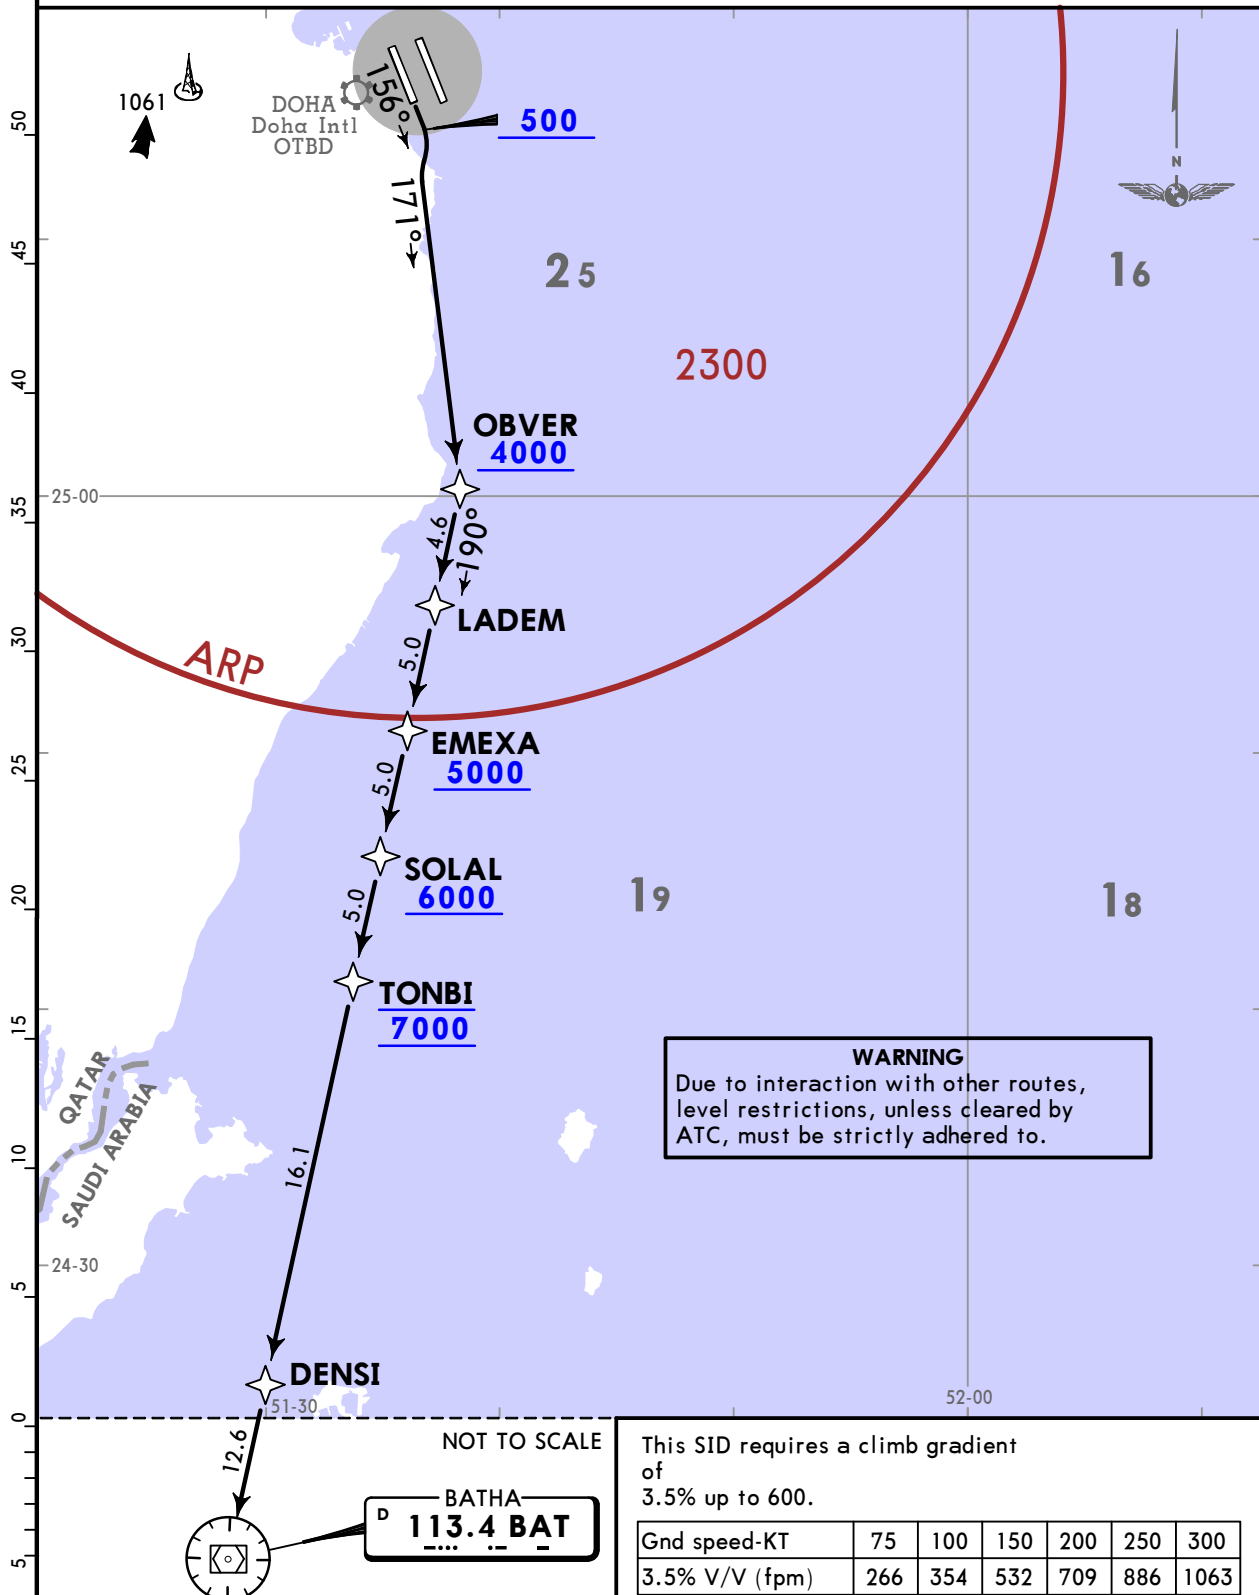 1061
DOHA
Doha Intl
OTBD
156°
500
N
171°
25
16
2300
50
45
40
35
30
25
20
15
10
5
0
5
OBVER
4000
25-00
4.6
190°
LADEM
ARP
5.0
EMEXA
5000
5.0
SOLAL
6000
19
18
5.0
TONBI
7000
QATAR
SAUDI ARABIA
WARNING
Due to interaction with other routes,
level restrictions, unless cleared by
ATC, must be strictly adhered to.
16.1
24-30
DENSI
51-30
52-00
12.6
NOT TO SCALE
BATHA
D 113.4 BAT
This SID requires a climb gradient
of
3.5% up to 600.
Gnd speed-KT 75 100 150 200 250 300
3.5% V/V (fpm) 266 354 532 709 886 1063